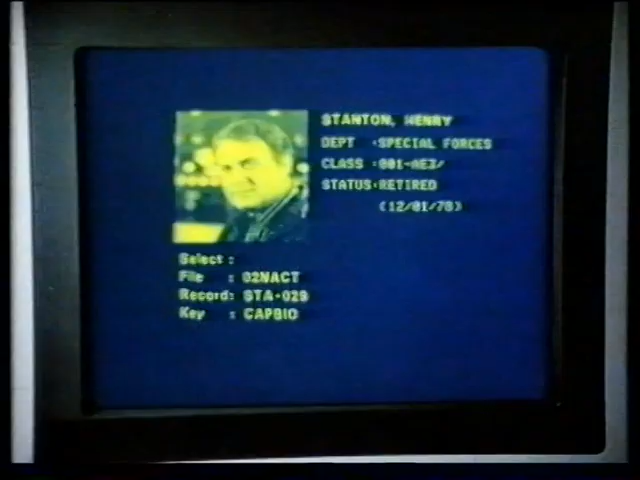 STANTON, HENRY
DEPT :SPECIAL FORCES
CLASS :001-AE3/
STATUS:RETIRED
(12/01/78)
Select :
File : 02NACT
Record: STA-029
Key : CAPBIO